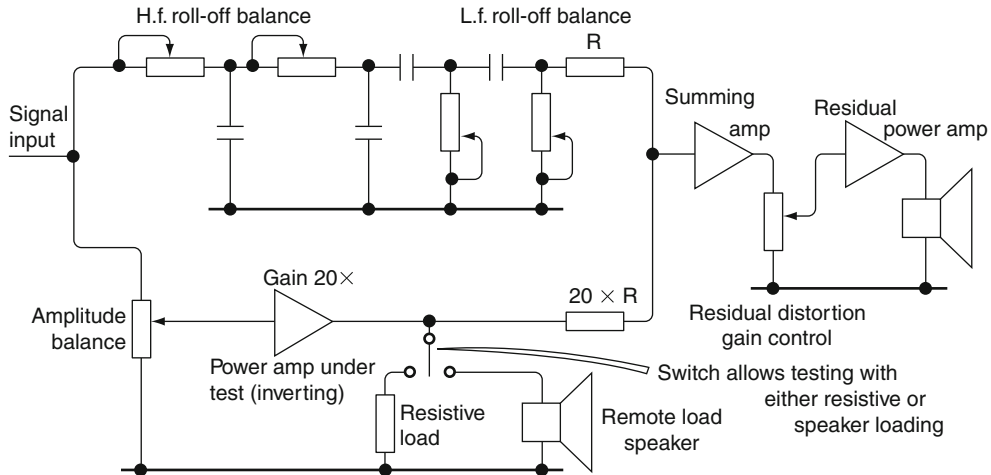 H.f. roll-off balance
L.f. roll-off balance
R
Signal
input
Summing
amp
Residual
power amp
Gain 20×
20 × R
Amplitude
balance
Residual distortion
gain control
Power amp under
test (inverting)
Switch allows testing with
either resistive or
speaker loading
Resistive
load
Remote load
speaker